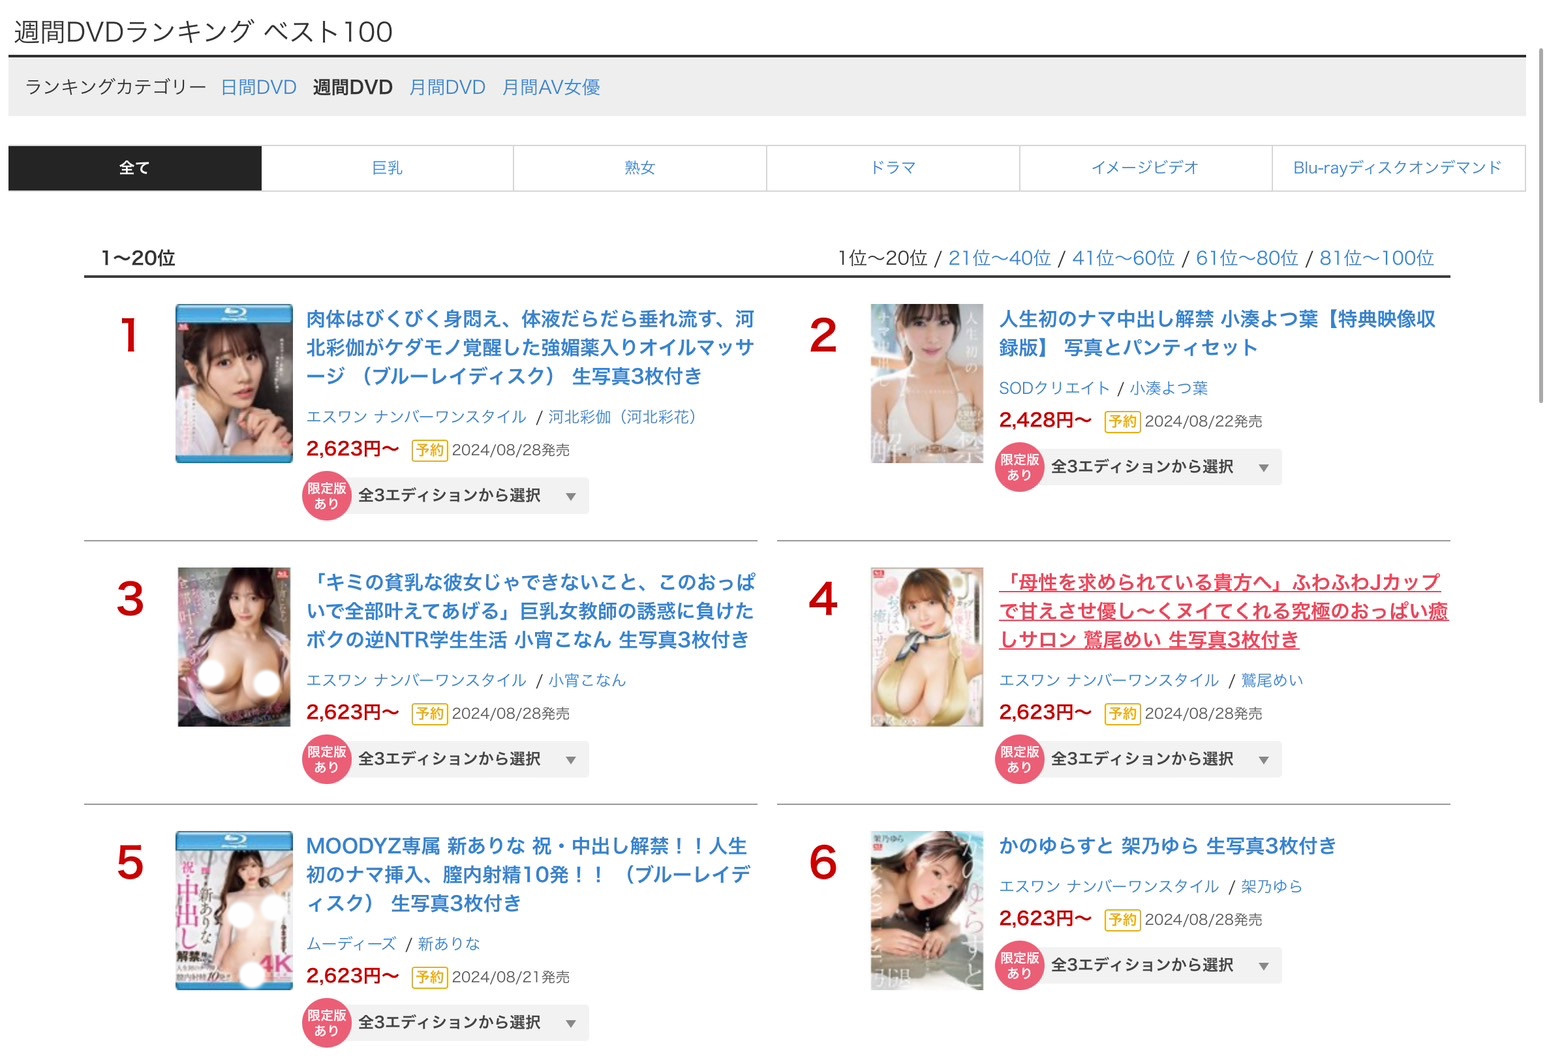 週間DVDランキング ベスト100
ランキングカテゴリー 日間DVD 週間DVD 月間DVD 月間AV女優
全て 巨乳 熟女 ドラマ イメージビデオ Blu-rayディスクオンデマンド
1〜20位
1位〜20位 / 21位〜40位 / 41位〜60位 / 61位〜80位 / 81位〜100位
1
肉体はびくびく身悶え、体液だらだら垂れ流す、河
北彩伽がケダモノ覚醒した強媚薬入りオイルマッサ
ージ （ブルーレイディスク） 生写真3枚付き
エスワン ナンバーワンスタイル / 河北彩伽（河北彩花）
2,623円〜 予約 2024/08/28発売
限定版
あり
全3エディションから選択 ▼
2
人生初の
ナマ中出し
解禁
人生初のナマ中出し解禁 小湊よつ葉【特典映像収
録版】 写真とパンティセット
SODクリエイト / 小湊よつ葉
2,428円〜 予約 2024/08/22発売
限定版
あり
全3エディションから選択 ▼
3
「キミの貧乳な彼女じゃできないこと、このおっぱ
いで全部叶えてあげる」巨乳女教師の誘惑に負けた
ボクの逆NTR学生生活 小宵こなん 生写真3枚付き
エスワン ナンバーワンスタイル / 小宵こなん
2,623円〜 予約 2024/08/28発売
限定版
あり
全3エディションから選択 ▼
4
「母性を求められている貴方へ」ふわふわJカップ
で甘えさせ優し〜くヌイてくれる究極のおっぱい癒
しサロン 鷲尾めい 生写真3枚付き
エスワン ナンバーワンスタイル / 鷲尾めい
2,623円〜 予約 2024/08/28発売
限定版
あり
全3エディションから選択 ▼
5
祝・中出し
新ありな
解禁
4K
MOODYZ専属 新ありな 祝・中出し解禁！！人生
初のナマ挿入、膣内射精10発！！ （ブルーレイデ
ィスク） 生写真3枚付き
ムーディーズ / 新ありな
2,623円〜 予約 2024/08/21発売
限定版
あり
全3エディションから選択 ▼
6
架乃ゆら
かのゆらすと
引退
かのゆらすと 架乃ゆら 生写真3枚付き
エスワン ナンバーワンスタイル / 架乃ゆら
2,623円〜 予約 2024/08/28発売
限定版
あり
全3エディションから選択 ▼